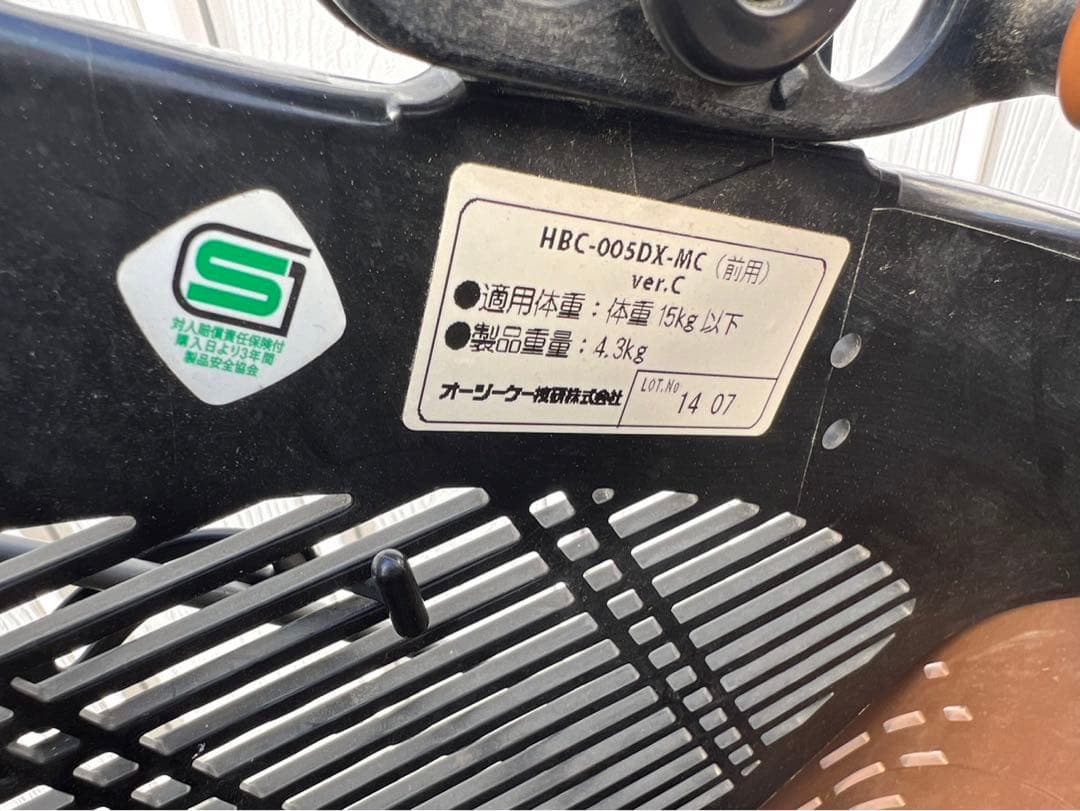 SG
対人賠償責任保険付
購入日より3年間
製品安全協会
HBC-005DX-MC（前用）
ver.C
●適用体重：体重 15kg 以下
●製品重量：4.3kg
オージーケー技研株式会社
LOT.No
14 07